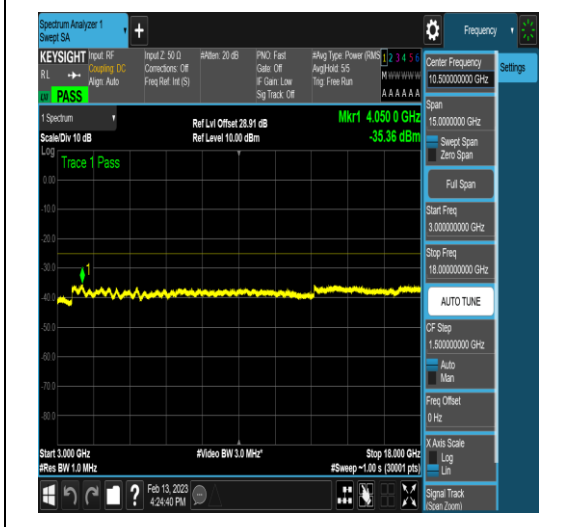 Spectrum Analyzer 1
Swept SA
+
Frequency
KEYSIGHT
RL
PASS
Input: RF
Coupling: DC
Align: Auto
Input Z: 50 Ω
Corrections: Off
Freq Ref: Int (S)
#Atten: 20 dB
PNO: Fast
Gate: Off
IF Gain: Low
Sig Track: Off
#Avg Type: Power (RMS
Avg|Hold: 5/5
Trig: Free Run
1 2 3 4 5 6
M W W W W W
A A A A A A
1 Spectrum
Scale/Div 10 dB
Ref Lvl Offset 28.91 dB
Ref Level 10.00 dBm
Mkr1 4.050 0 GHz
-35.36 dBm
Log
Trace 1 Pass
0.00
-10.0
-20.0
-30.0
-40.0
-50.0
-60.0
-70.0
-80.0
1
Start 3.000 GHz
#Res BW 1.0 MHz
#Video BW 3.0 MHz*
Stop 18.000 GHz
#Sweep ~1.00 s (30001 pts)
Feb 13, 2023
4:24:40 PM
Center Frequency
10.500000000 GHz
Settings
Span
15.0000000 GHz
Swept Span
Zero Span
Full Span
Start Freq
3.000000000 GHz
Stop Freq
18.000000000 GHz
AUTO TUNE
CF Step
1.500000000 GHz
Auto
Man
Freq Offset
0 Hz
X Axis Scale
Log
Lin
Signal Track
(Span Zoom)